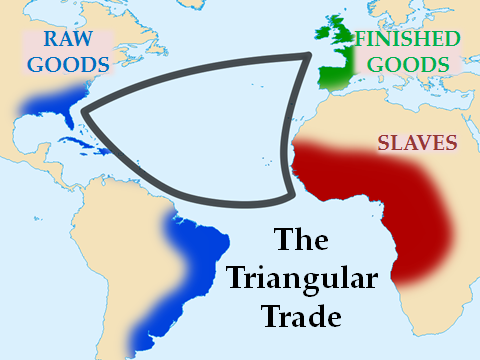 RAW
GOODS
FINISHED
GOODS
SLAVES
The
Triangular
Trade